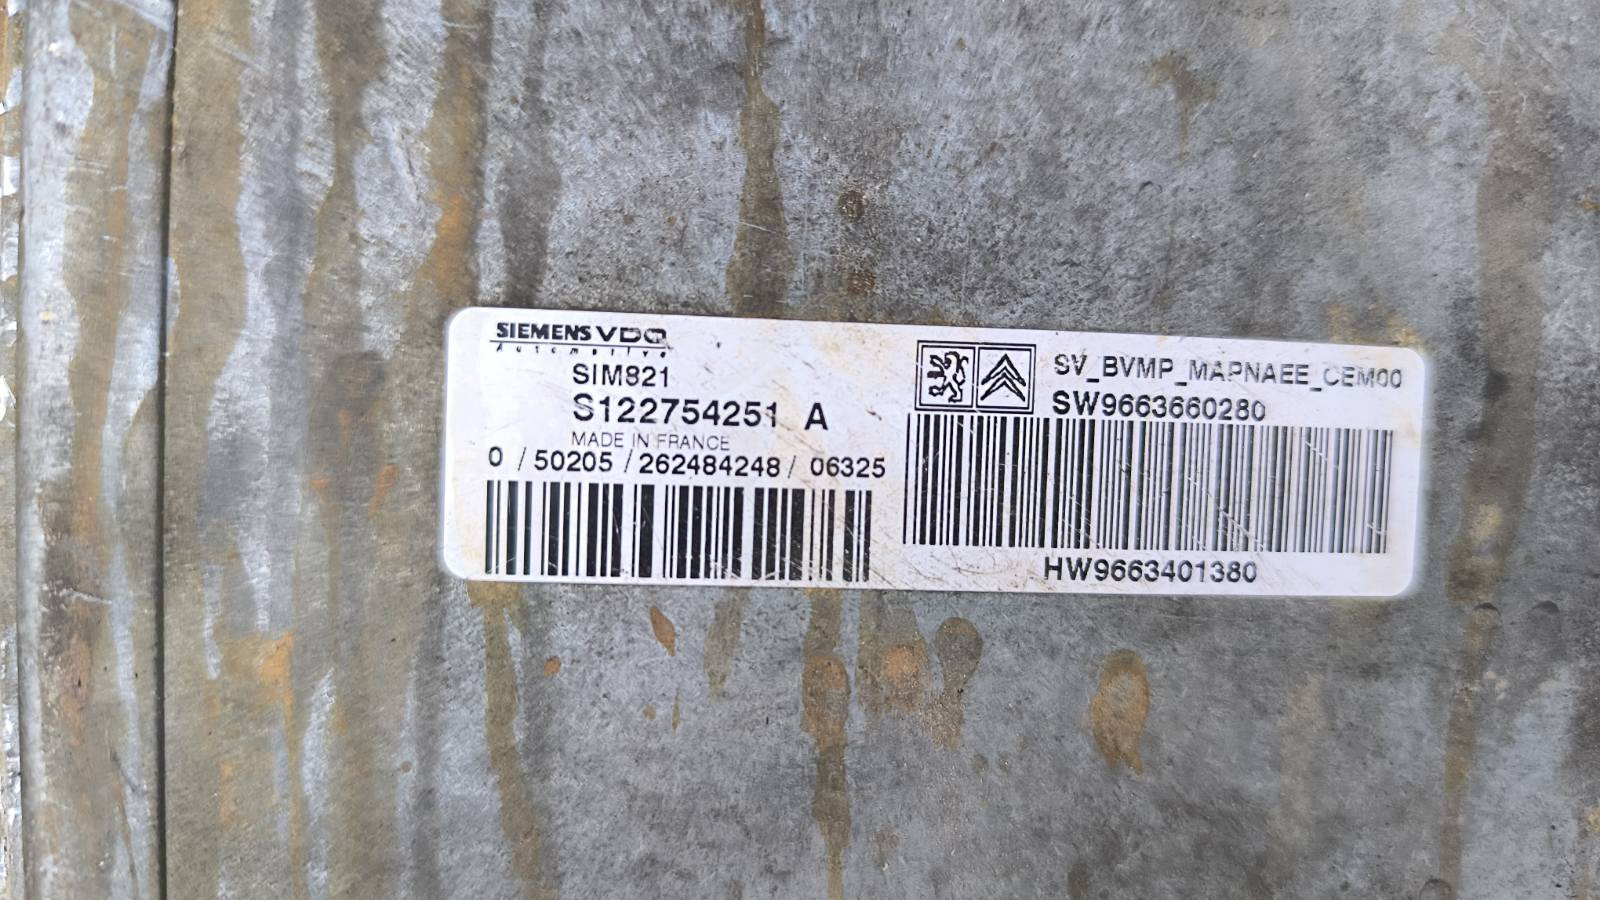 SIEMENS VDO
Automotive
SIM821
S122754251 A
MADE IN FRANCE
0 / 50205 / 262484248 / 06325
SV_BVMP_MAPNAEE_CEM00
SW9663660280
HW9663401380